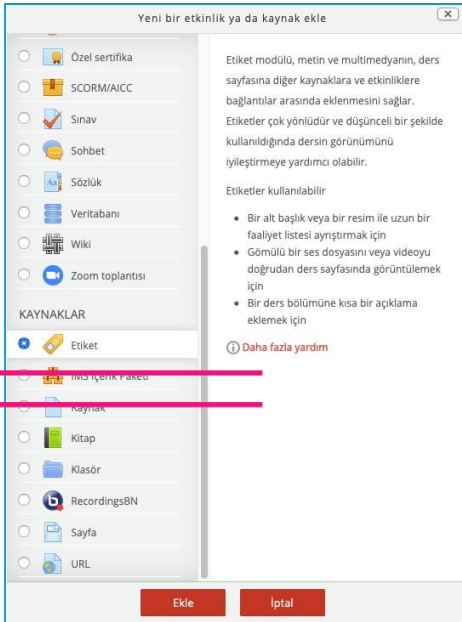 Yeni bir etkinlik ya da kaynak ekle
Özel sertifika
SCORM/AICC
Sınav
Sohbet
Sözlük
Veritabanı
Wiki
Zoom toplantısı
KAYNAKLAR
Etiket
IMS İçerik Paketi
Kaynak
Kitap
Klasör
RecordingsBN
Sayfa
URL
Etiket modülü, metin ve multimedyanın, ders
sayfasına diğer kaynaklara ve etkinliklere
bağlantılar arasında eklenmesini sağlar.
Etiketler çok yönlüdür ve düşünceli bir şekilde
kullanıldığında dersin görünümünü
iyileştirmeye yardımcı olabilir.
Etiketler kullanılabilir
• Bir alt başlık veya bir resim ile uzun bir
faaliyet listesi ayrıştırmak için
• Gömülü bir ses dosyasını veya videoyu
doğrudan ders sayfasında görüntülemek
için
• Bir ders bölümüne kısa bir açıklama
eklemek için
Daha fazla yardım
Ekle
İptal